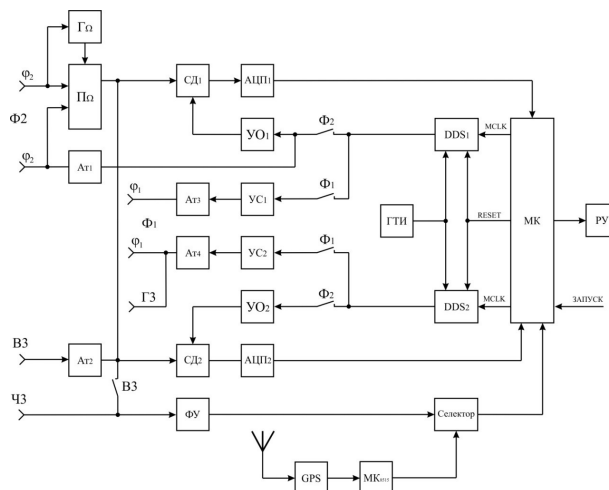 ГΩ
φ2
ПΩ
СД1
АЦП1
Ф2
УО1
Ф2
DDS1
MCLK
φ2
Ат1
φ1
Ат3
УС1
Ф1
Ф1
ГТИ
RESET
МК
РУ
φ1
Ат4
УС2
Ф1
Г3
УО2
Ф2
DDS2
MCLK
ЗАПУСК
В3
Ат2
СД2
АЦП2
В3
Ч3
ФУ
Селектор
GPS